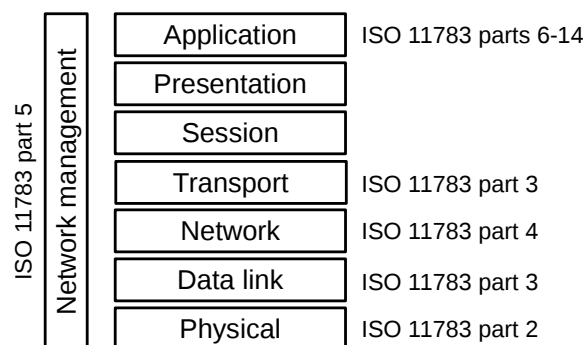 ISO 11783 part 5
Network management
Application ISO 11783 parts 6-14
Presentation
Session
Transport ISO 11783 part 3
Network ISO 11783 part 4
Data link ISO 11783 part 3
Physical ISO 11783 part 2